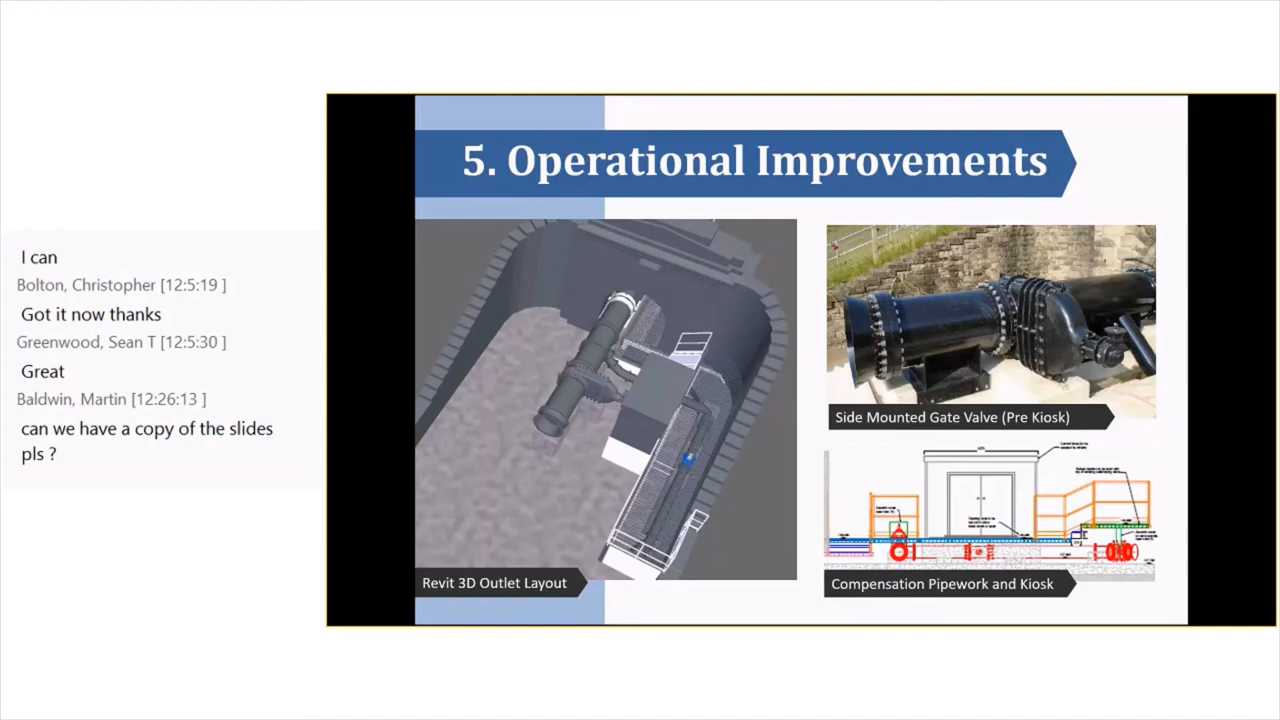 I can
Bolton, Christopher [12:5:19 ]
Got it now thanks
Greenwood, Sean T [12:5:30 ]
Great
Baldwin, Martin [12:26:13 ]
can we have a copy of the slides
pls ?
5. Operational Improvements
Side Mounted Gate Valve (Pre Kiosk)
Revit 3D Outlet Layout
Compensation Pipework and Kiosk